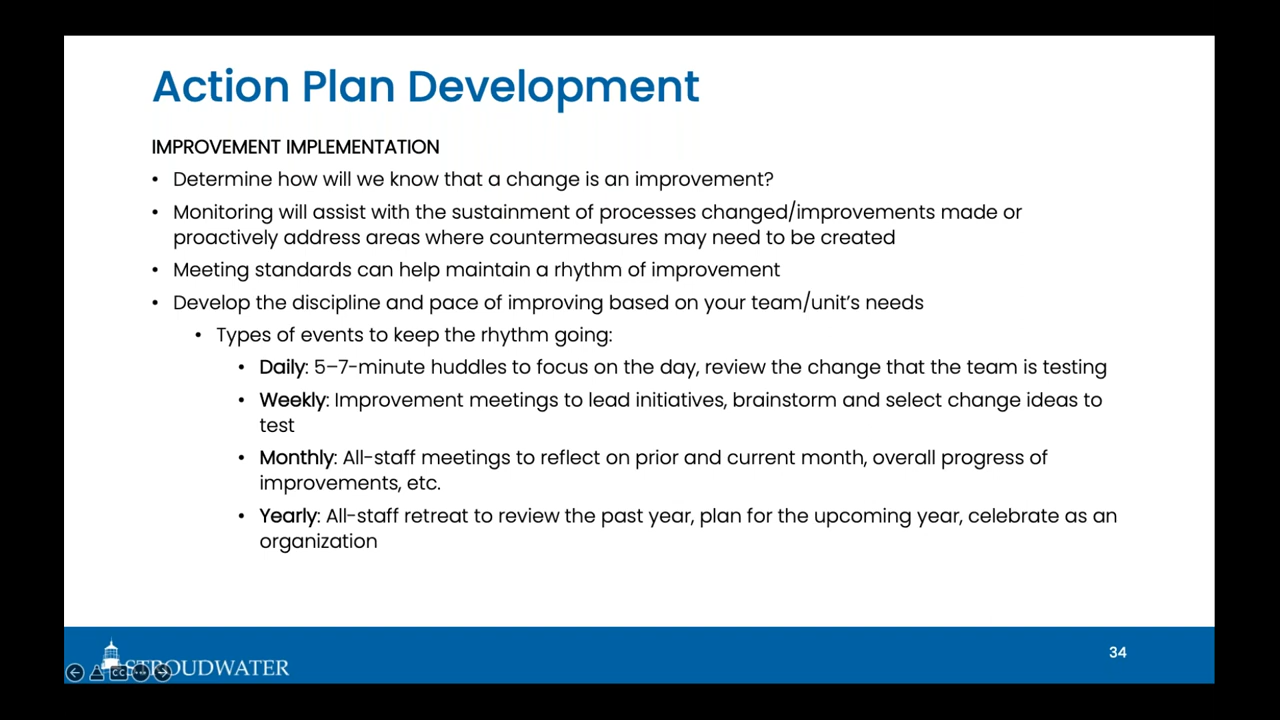 Action Plan Development
IMPROVEMENT IMPLEMENTATION
• Determine how will we know that a change is an improvement?
• Monitoring will assist with the sustainment of processes changed/improvements made or
proactively address areas where countermeasures may need to be created
• Meeting standards can help maintain a rhythm of improvement
• Develop the discipline and pace of improving based on your team/unit's needs
• Types of events to keep the rhythm going:
• Daily: 5–7-minute huddles to focus on the day, review the change that the team is testing
• Weekly: Improvement meetings to lead initiatives, brainstorm and select change ideas to
test
• Monthly: All-staff meetings to reflect on prior and current month, overall progress of
improvements, etc.
• Yearly: All-staff retreat to review the past year, plan for the upcoming year, celebrate as an
organization
34
STROUDWATER
CC